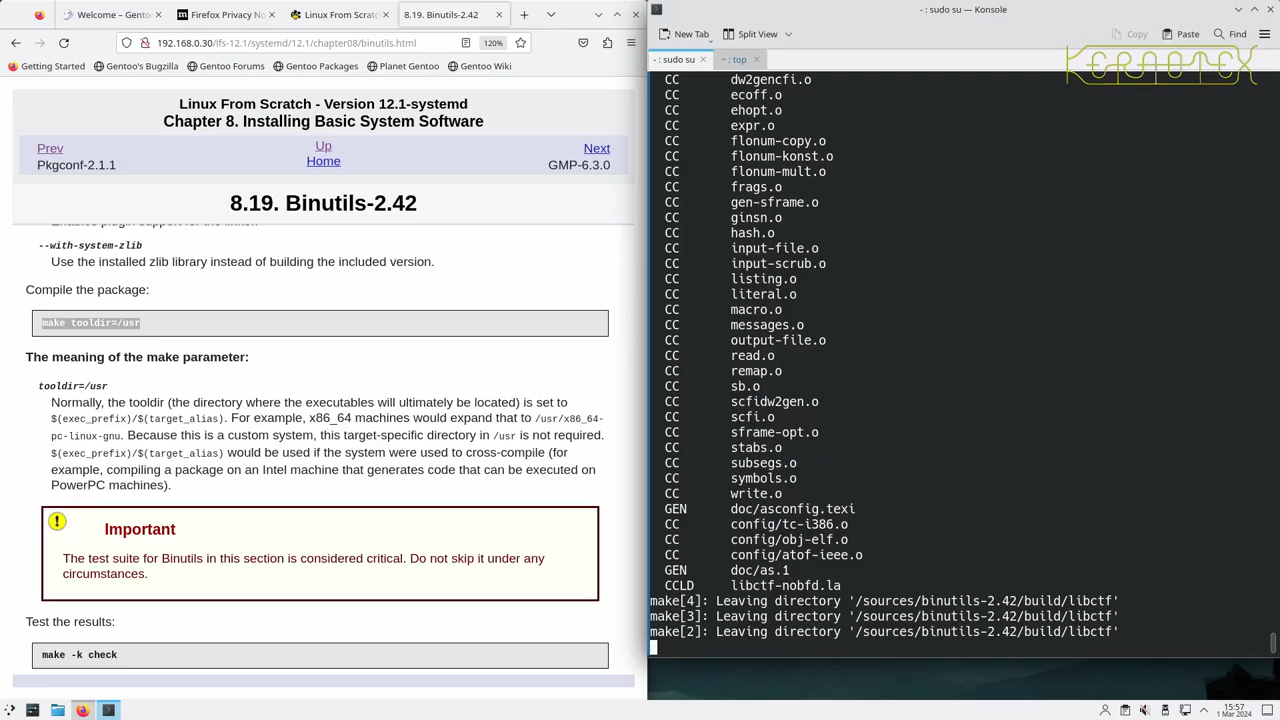 Welcome – Gento
Firefox Privacy No
Linux From Scratch
8.19. Binutils-2.42
192.168.0.30/lfs-12.1/systemd/12.1/chapter08/binutils.html
120%
Getting Started
Gentoo's Bugzilla
Gentoo Forums
Gentoo Packages
Planet Gentoo
Gentoo Wiki
Linux From Scratch - Version 12.1-systemd
Chapter 8. Installing Basic System Software
Prev
Up
Next
Pkgconf-2.1.1
Home
GMP-6.3.0
8.19. Binutils-2.42
--with-system-zlib
Use the installed zlib library instead of building the included version.
Compile the package:
make tooldir=/usr
The meaning of the make parameter:
tooldir=/usr
Normally, the tooldir (the directory where the executables will ultimately be located) is set to
$(exec_prefix)/$(target_alias). For example, x86_64 machines would expand that to /usr/x86_64-
pc-linux-gnu. Because this is a custom system, this target-specific directory in /usr is not required.
$(exec_prefix)/$(target_alias) would be used if the system were used to cross-compile (for
example, compiling a package on an Intel machine that generates code that can be executed on
PowerPC machines).
Important
The test suite for Binutils in this section is considered critical. Do not skip it under any
circumstances.
Test the results:
make -k check
- : sudo su — Konsole
New Tab
Split View
Copy
Paste
Find
- : sudo su
~ : top
KERNOTEX
CC dw2gencfi.o
CC ecoff.o
CC ehopt.o
CC expr.o
CC flonum-copy.o
CC flonum-konst.o
CC flonum-mult.o
CC frags.o
CC gen-sframe.o
CC ginsn.o
CC hash.o
CC input-file.o
CC input-scrub.o
CC listing.o
CC literal.o
CC macro.o
CC messages.o
CC output-file.o
CC read.o
CC remap.o
CC sb.o
CC scfidw2gen.o
CC scfi.o
CC sframe-opt.o
CC stabs.o
CC subsegs.o
CC symbols.o
CC write.o
GEN doc/asconfig.texi
CC config/tc-i386.o
CC config/obj-elf.o
CC config/atof-ieee.o
GEN doc/as.1
CCLD libctf-nobfd.la
make[4]: Leaving directory '/sources/binutils-2.42/build/libctf'
make[3]: Leaving directory '/sources/binutils-2.42/build/libctf'
make[2]: Leaving directory '/sources/binutils-2.42/build/libctf'
15:57
1 Mar 2024